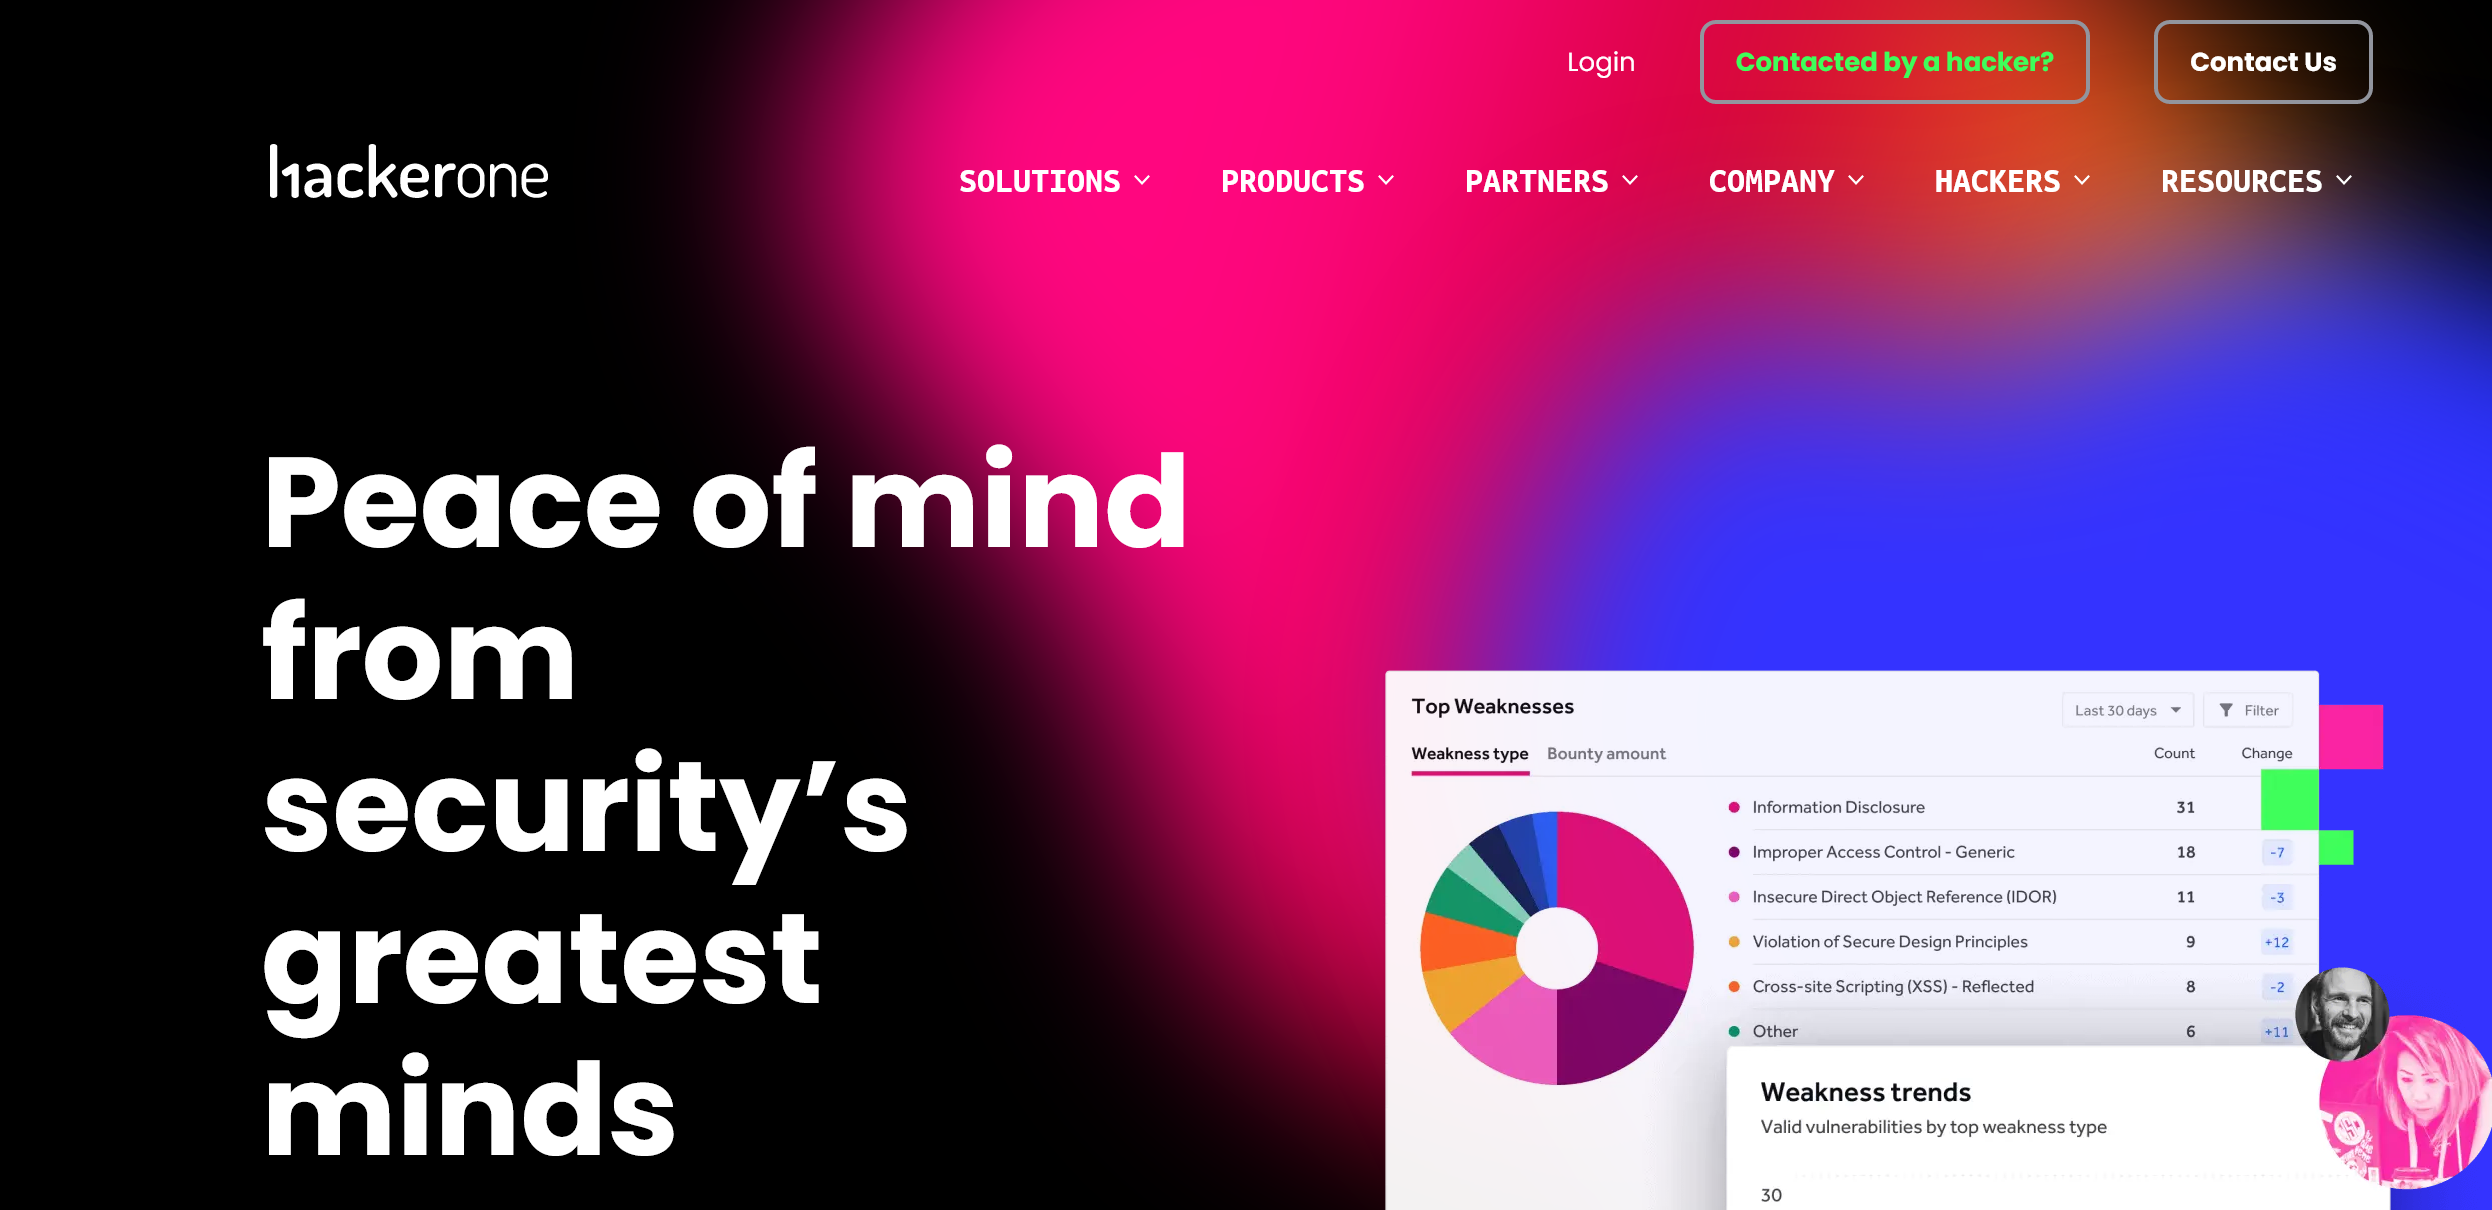 Login
Contacted by a hacker?
Contact Us
hackerone
SOLUTIONS
PRODUCTS
PARTNERS
COMPANY
HACKERS
RESOURCES
Peace of mind
from
security’s
greatest
minds
Top Weaknesses
Last 30 days
Filter
Weakness type
Bounty amount
Count
Change
Information Disclosure 31
Improper Access Control - Generic 18 -7
Insecure Direct Object Reference (IDOR) 11 -3
Violation of Secure Design Principles 9 +12
Cross-site Scripting (XSS) - Reflected 8 -2
Other 6 +11
Weakness trends
Valid vulnerabilities by top weakness type
30